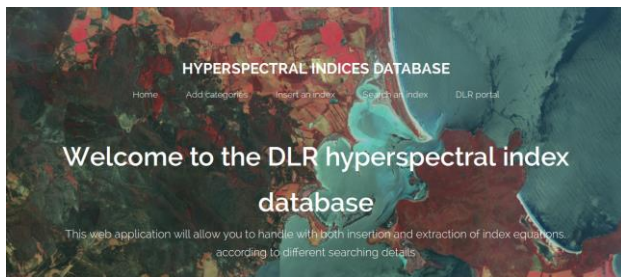 HYPERSPECTRAL INDICES DATABASE
Home Add categories Insert an index Search an index DLR portal
Welcome to the DLR hyperspectral index
database
This web application will allow you to handle with both insertion and extraction of index equations.
according to different searching details